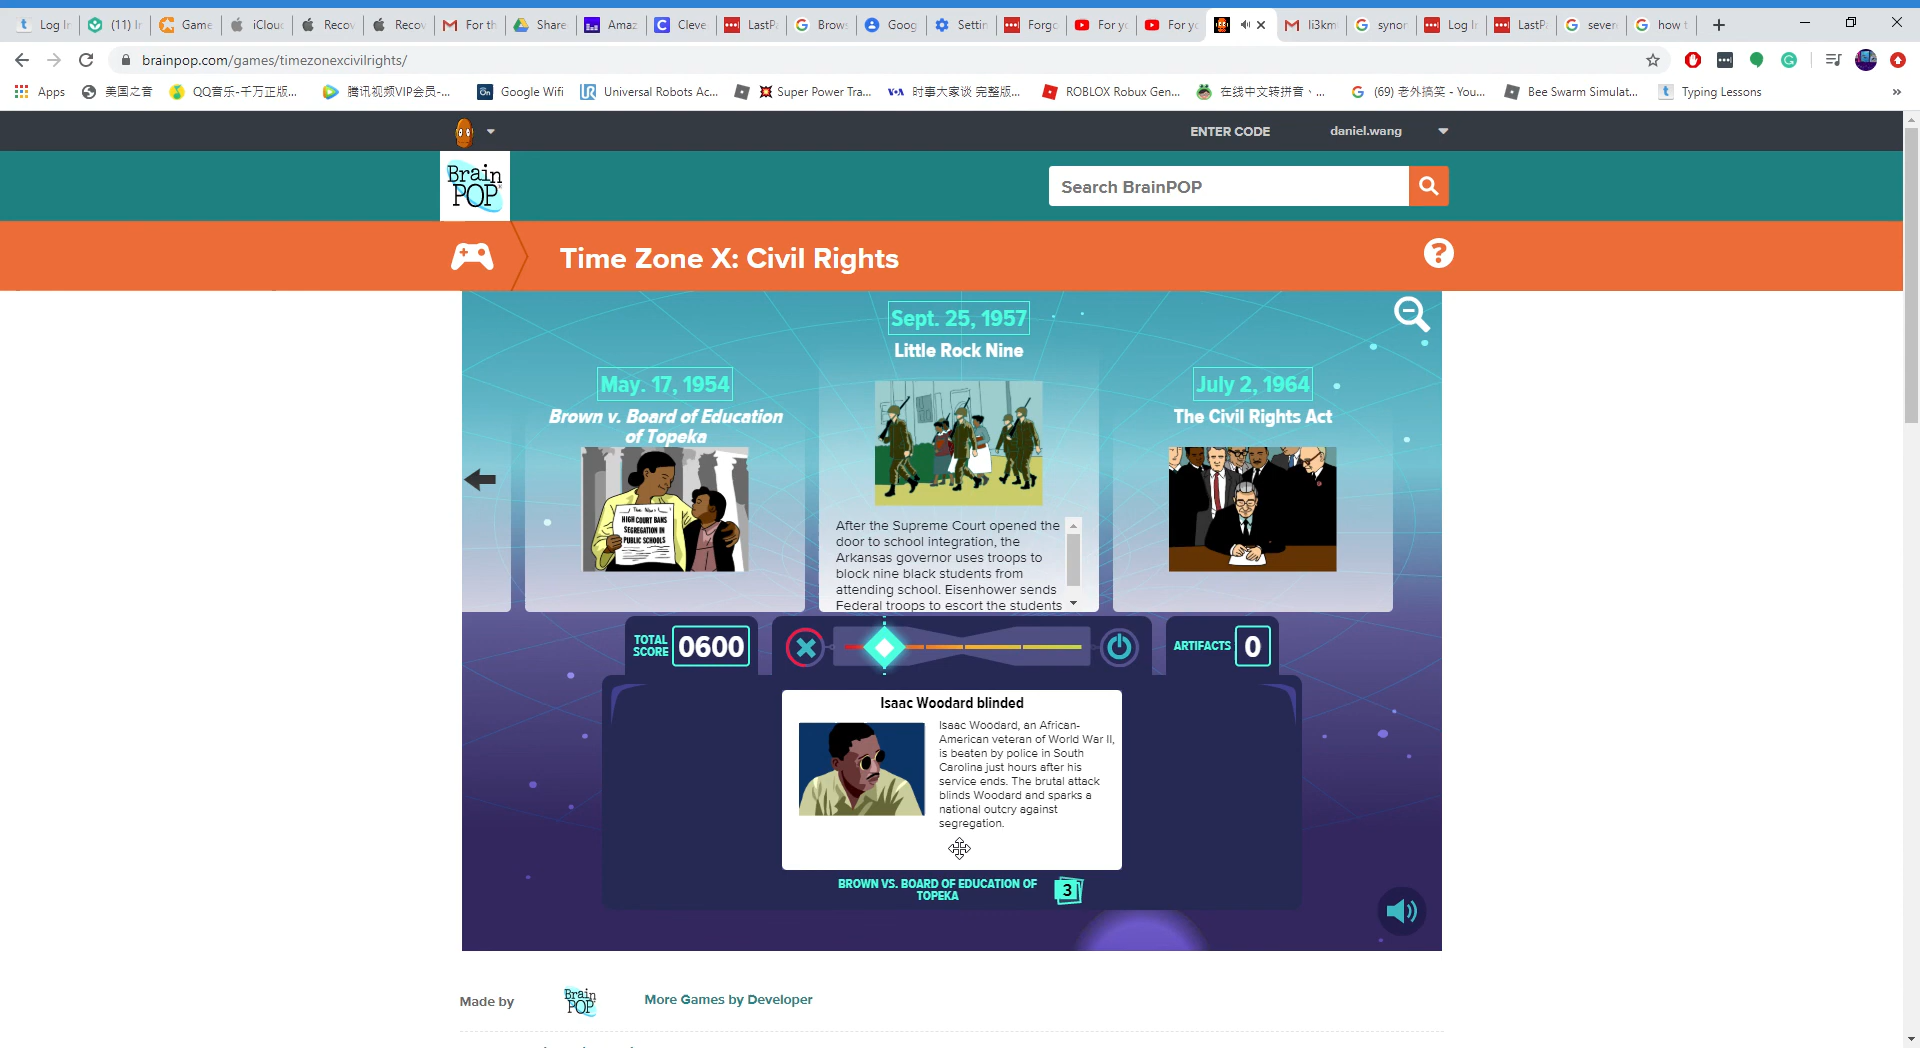 Log In
(11) Ir
Game
iCloud
Recov
Recov
For th
Share
Amaz
Cleve
LastP
Brow
Goog
Settin
Forgo
For yo
For yo
li3km
synor
Log In
LastP
seven
how t
brainpop.com/games/timezonexcivilrights/
Apps
美国之音
QQ音乐-千万正版...
腾讯视频VIP会员-...
Google Wifi
Universal Robots Ac...
Super Power Tra...
VOA 时事大家谈 完整版...
ROBLOX Robux Gen...
在线中文转拼音、...
(69) 老外搞笑 - You...
Bee Swarm Simulat...
Typing Lessons
»
ENTER CODE
daniel.wang
Brain
POP
Search BrainPOP
Time Zone X: Civil Rights
?
Sept. 25, 1957
Little Rock Nine
May. 17, 1954
Brown v. Board of Education
of Topeka
July 2, 1964
The Civil Rights Act
HIGH COURT BANS
SEGREGATION IN
PUBLIC SCHOOLS
After the Supreme Court opened the
door to school integration, the
Arkansas governor uses troops to
block nine black students from
attending school. Eisenhower sends
Federal troops to escort the students
TOTAL
SCORE
0600
ARTIFACTS
0
Isaac Woodard blinded
Isaac Woodard, an African-
American veteran of World War II,
is beaten by police in South
Carolina just hours after his
service ends. The brutal attack
blinds Woodard and sparks a
national outcry against
segregation.
BROWN VS. BOARD OF EDUCATION OF
TOPEKA
3
Made by
Brain
POP
More Games by Developer